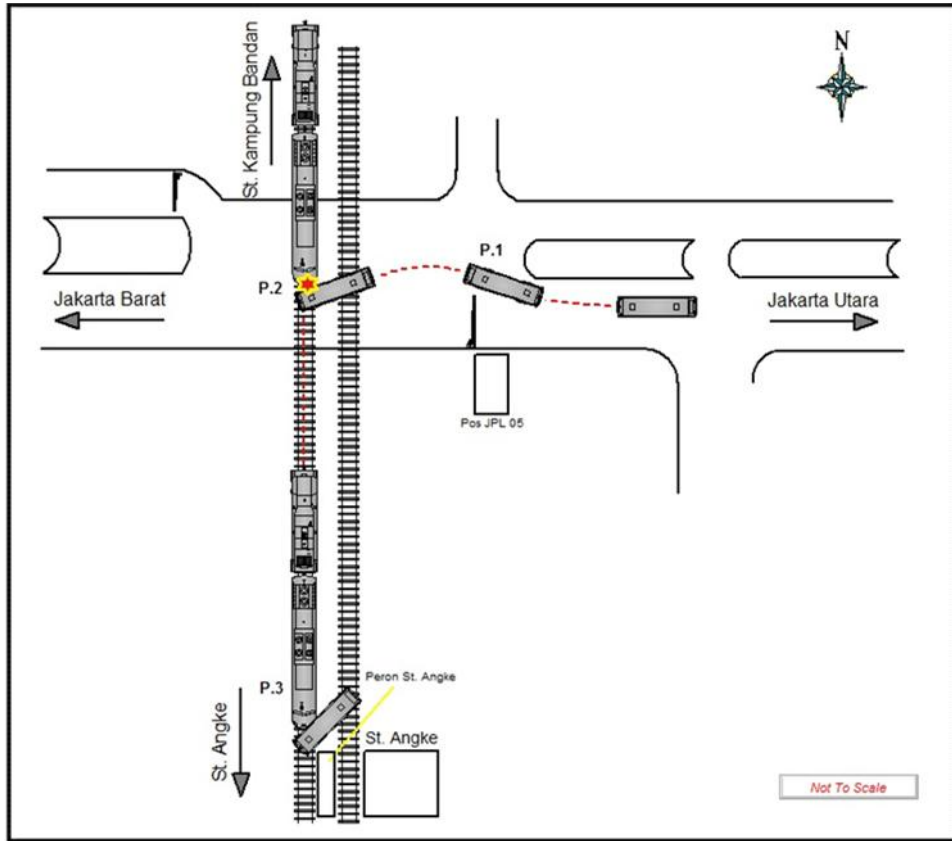 N
St. Kampung Bandan
P.1
P.2
Jakarta Barat
Jakarta Utara
Pos JPL 05
Peron St. Angke
P.3
St. Angke
St. Angke
Not To Scale